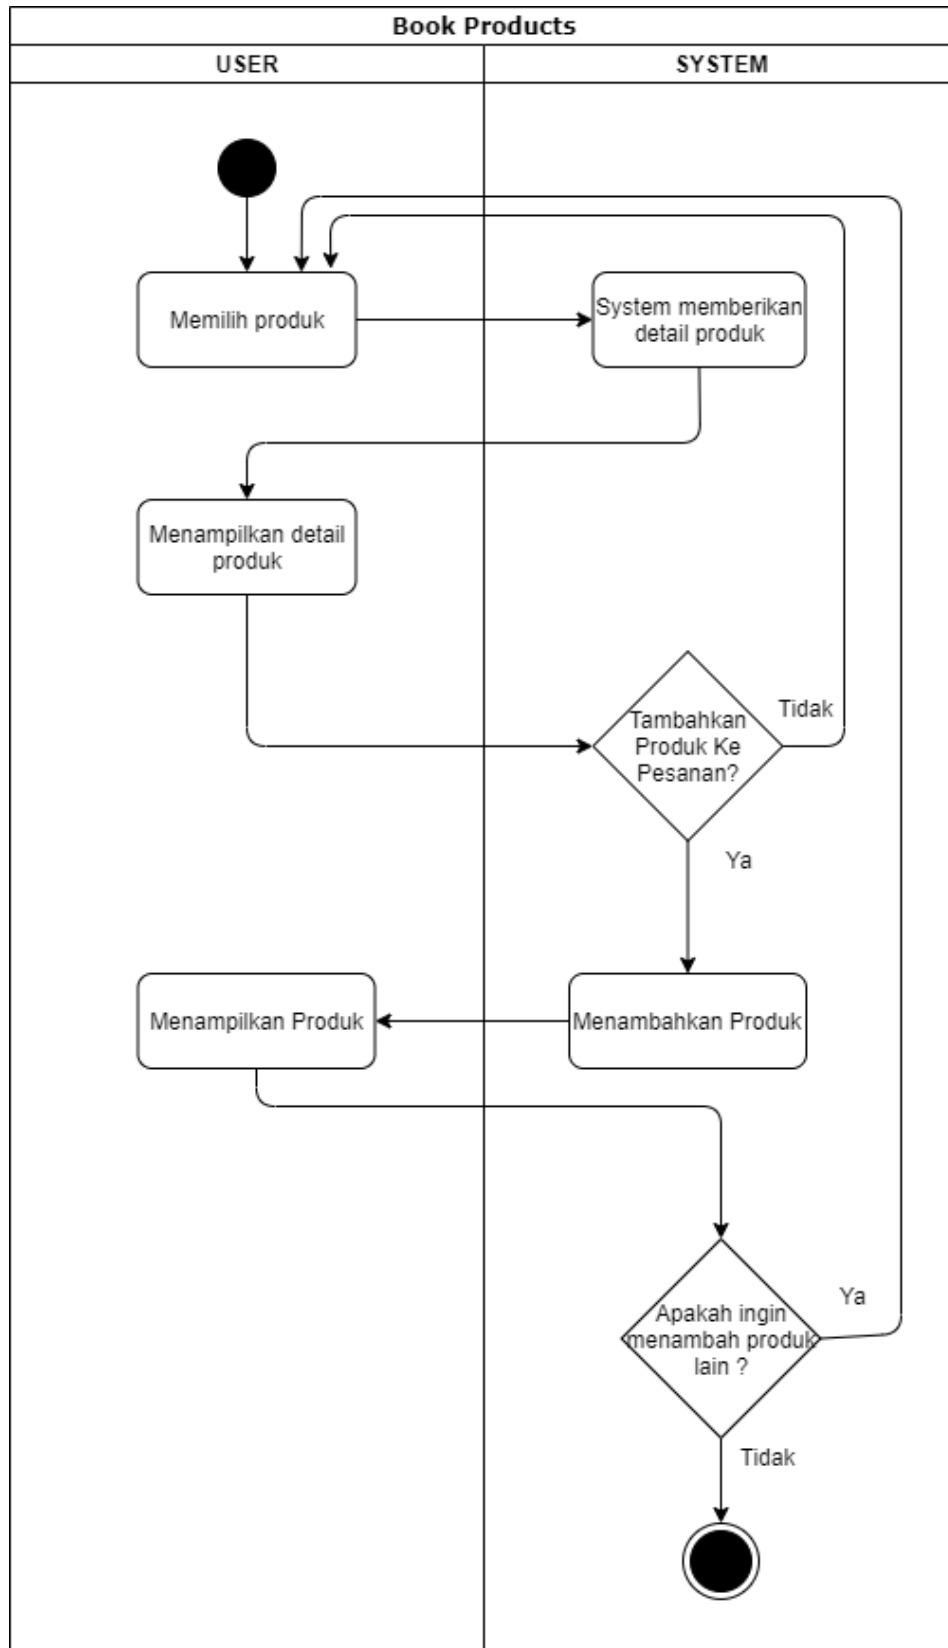 Book Products
USER
SYSTEM
Memilih produk
System memberikan
detail produk
Menampilkan detail
produk
Tambahkan
Produk Ke
Pesanan?
Tidak
Ya
Menampilkan Produk
Menambahkan Produk
Apakah ingin
menambah produk
lain ?
Ya
Tidak